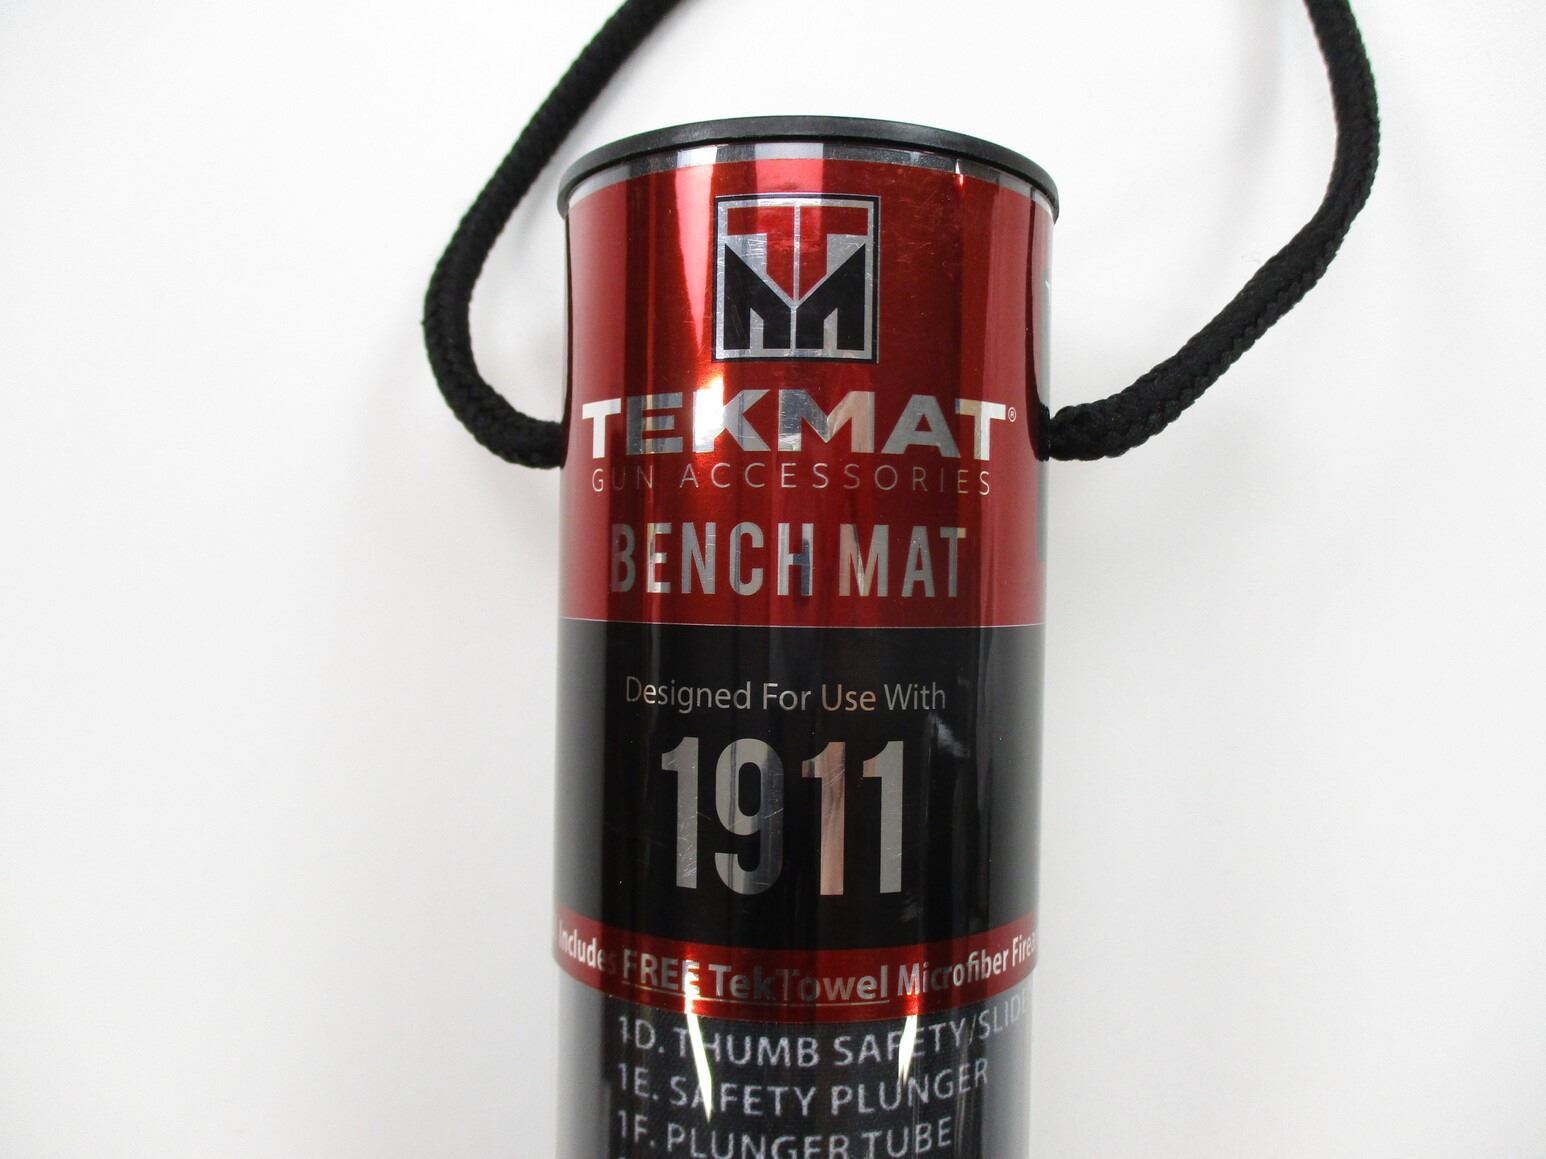 TEKMAT®
GUN ACCESSORIES
BENCH MAT
Designed For Use With
1911
Includes FREE TekTowel Microfiber
1D. THUMB SAFETY/SLIDE
1E. SAFETY PLUNGER
1F. PLUNGER TUBE